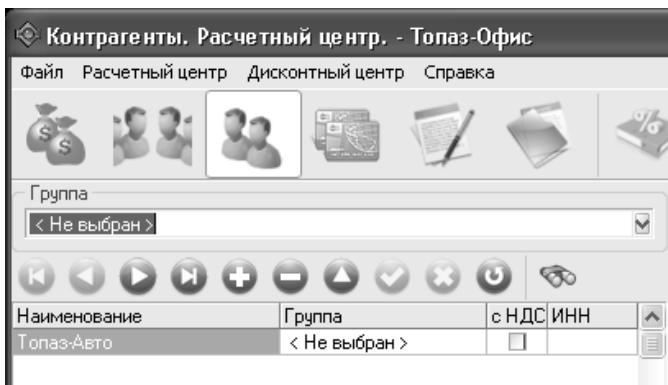 Контрагенты. Расчетный центр. - Топаз-Офис
Файл Расчетный центр Дисконтный центр Справка
Группа
< Не выбран >
Наименование Группа с НДС ИНН
Топаз-Авто < Не выбран >